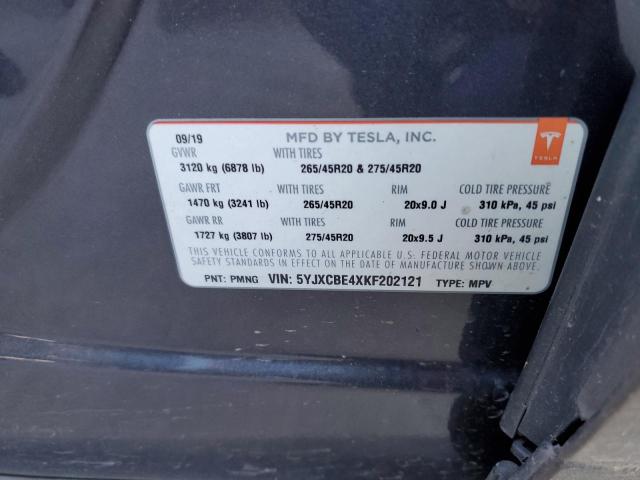 09/19 MFD BY TESLA, INC.
GVWR WITH TIRES
3120 kg (6878 lb) 265/45R20 & 275/45R20
TESLA
GAWR FRT WITH TIRES RIM COLD TIRE PRESSURE
1470 kg (3241 lb) 265/45R20 20x9.0 J 310 kPa, 45 psi
GAWR RR WITH TIRES RIM COLD TIRE PRESSURE
1727 kg (3807 lb) 275/45R20 20x9.5 J 310 kPa, 45 psi
THIS VEHICLE CONFORMS TO ALL APPLICABLE U.S. FEDERAL MOTOR VEHICLE
SAFETY STANDARDS IN EFFECT ON THE DATE OF MANUFACTURE SHOWN ABOVE.
PNT: PMNG VIN: 5YJXCBE4XKF202121 TYPE: MPV